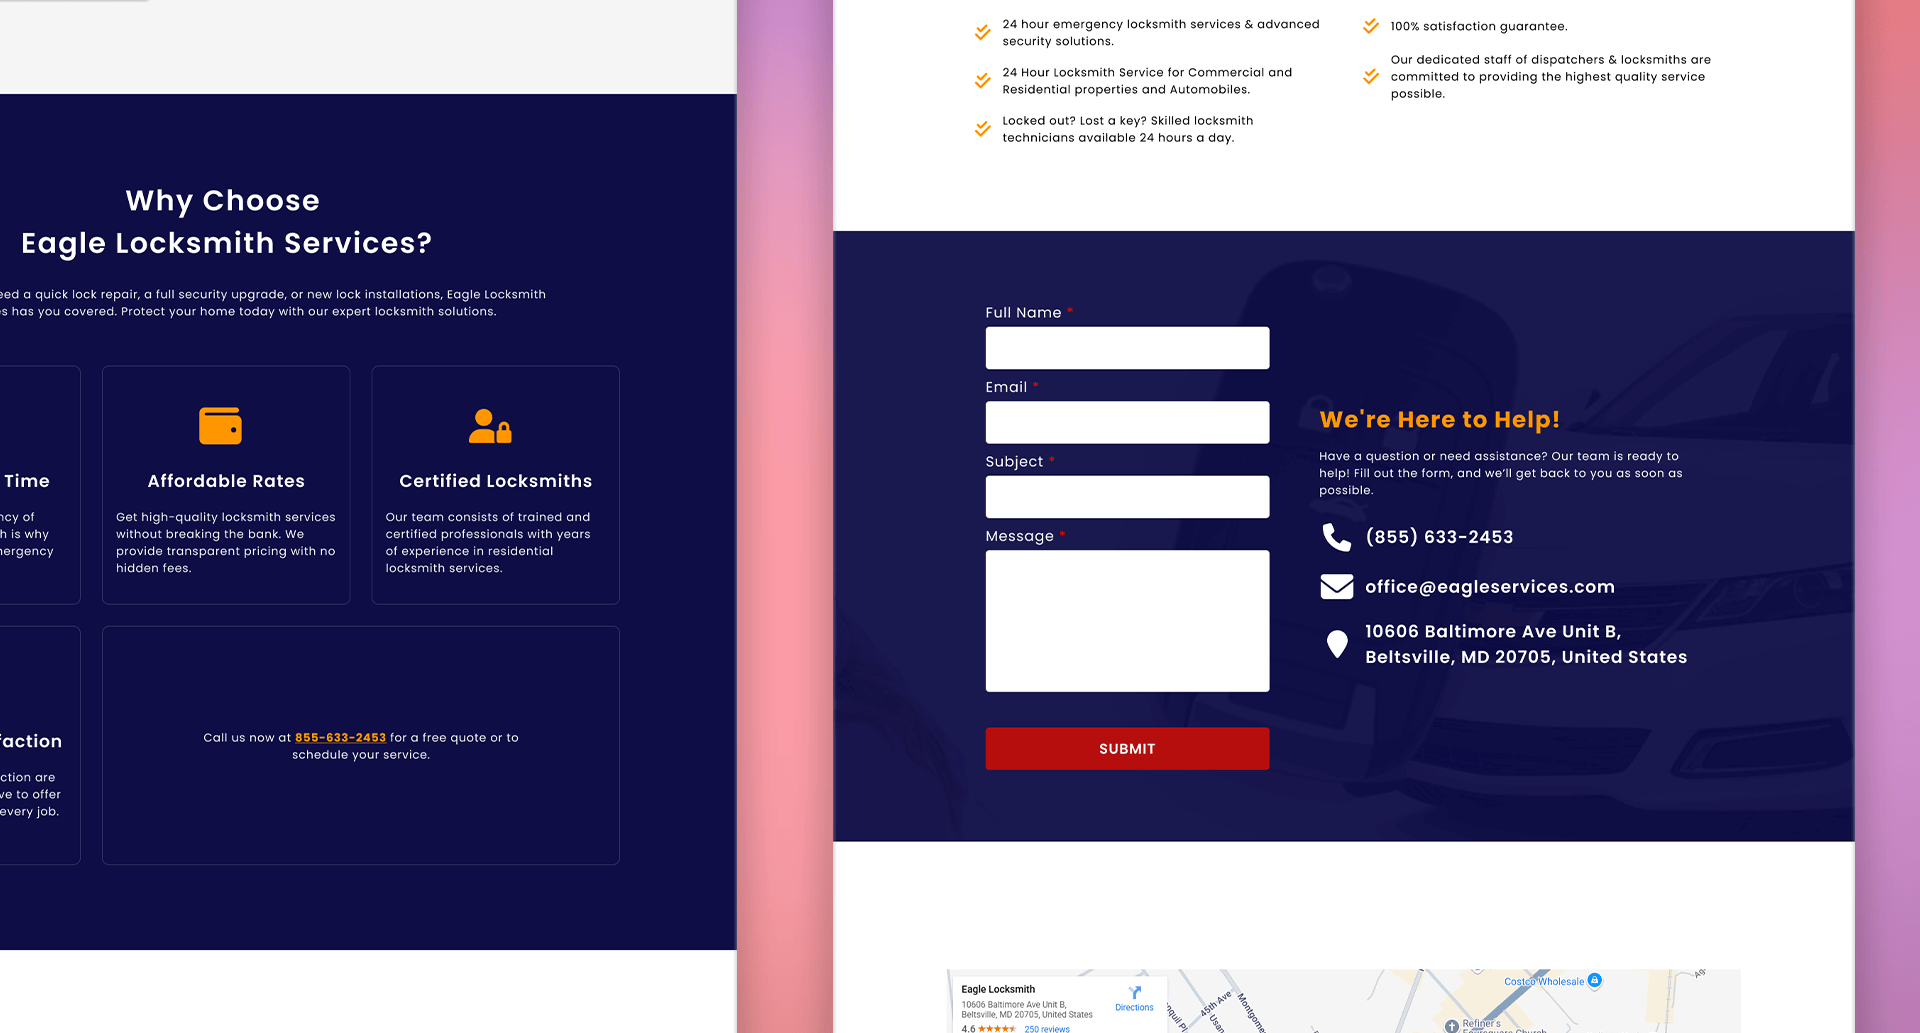 Why Choose
Eagle Locksmith Services?
eed a quick lock repair, a full security upgrade, or new lock installations, Eagle Locksmith
s has you covered. Protect your home today with our expert locksmith solutions.
Time
ncy of
h is why
nergency
Affordable Rates
Get high-quality locksmith services
without breaking the bank. We
provide transparent pricing with no
hidden fees.
Certified Locksmiths
Our team consists of trained and
certified professionals with years
of experience in residential
locksmith services.
faction
ction are
ve to offer
every job.
Call us now at 855-633-2453 for a free quote or to
schedule your service.
24 hour emergency locksmith services & advanced
security solutions.
24 Hour Locksmith Service for Commercial and
Residential properties and Automobiles.
Locked out? Lost a key? Skilled locksmith
technicians available 24 hours a day.
100% satisfaction guarantee.
Our dedicated staff of dispatchers & locksmiths are
committed to providing the highest quality service
possible.
Full Name *
Email *
Subject *
Message *
SUBMIT
We're Here to Help!
Have a question or need assistance? Our team is ready to
help! Fill out the form, and we’ll get back to you as soon as
possible.
(855) 633-2453
office@eagleservices.com
10606 Baltimore Ave Unit B,
Beltsville, MD 20705, United States
Eagle Locksmith
10606 Baltimore Ave Unit B,
Beltsville, MD 20705, United States
4.6
250 reviews
Directions
45th Ave
Costco Wholesale
Refiner's